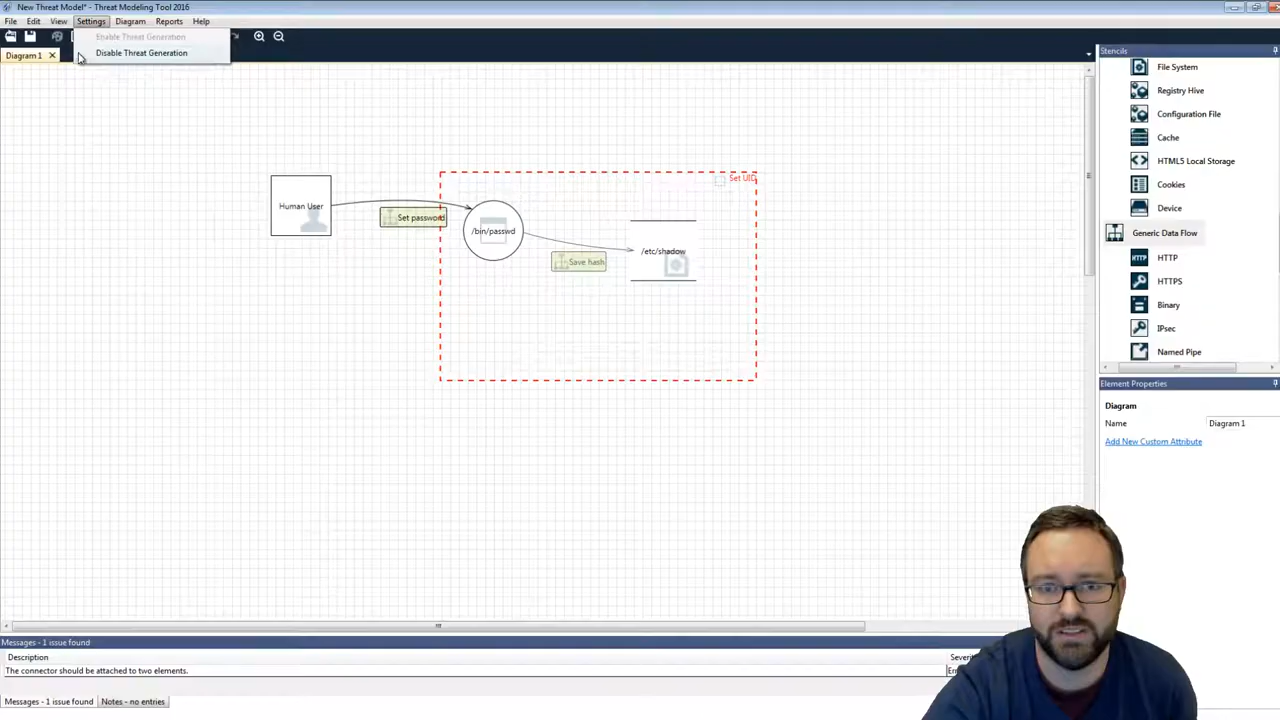 New Threat Model* - Threat Modeling Tool 2016
File Edit View Settings Diagram Reports Help
Enable Threat Generation
Disable Threat Generation
Diagram 1
Stencils
File System
Registry Hive
Configuration File
Cache
HTML5 Local Storage
Cookies
Device
Generic Data Flow
HTTP
HTTPS
Binary
IPsec
Named Pipe
Set UID
Human User
Set password
/bin/passwd
Save hash
/etc/shadow
Element Properties
Diagram
Name Diagram 1
Add New Custom Attribute
Messages - 1 issue found
Description
The connector should be attached to two elements.
Messages - 1 issue found Notes - no entries